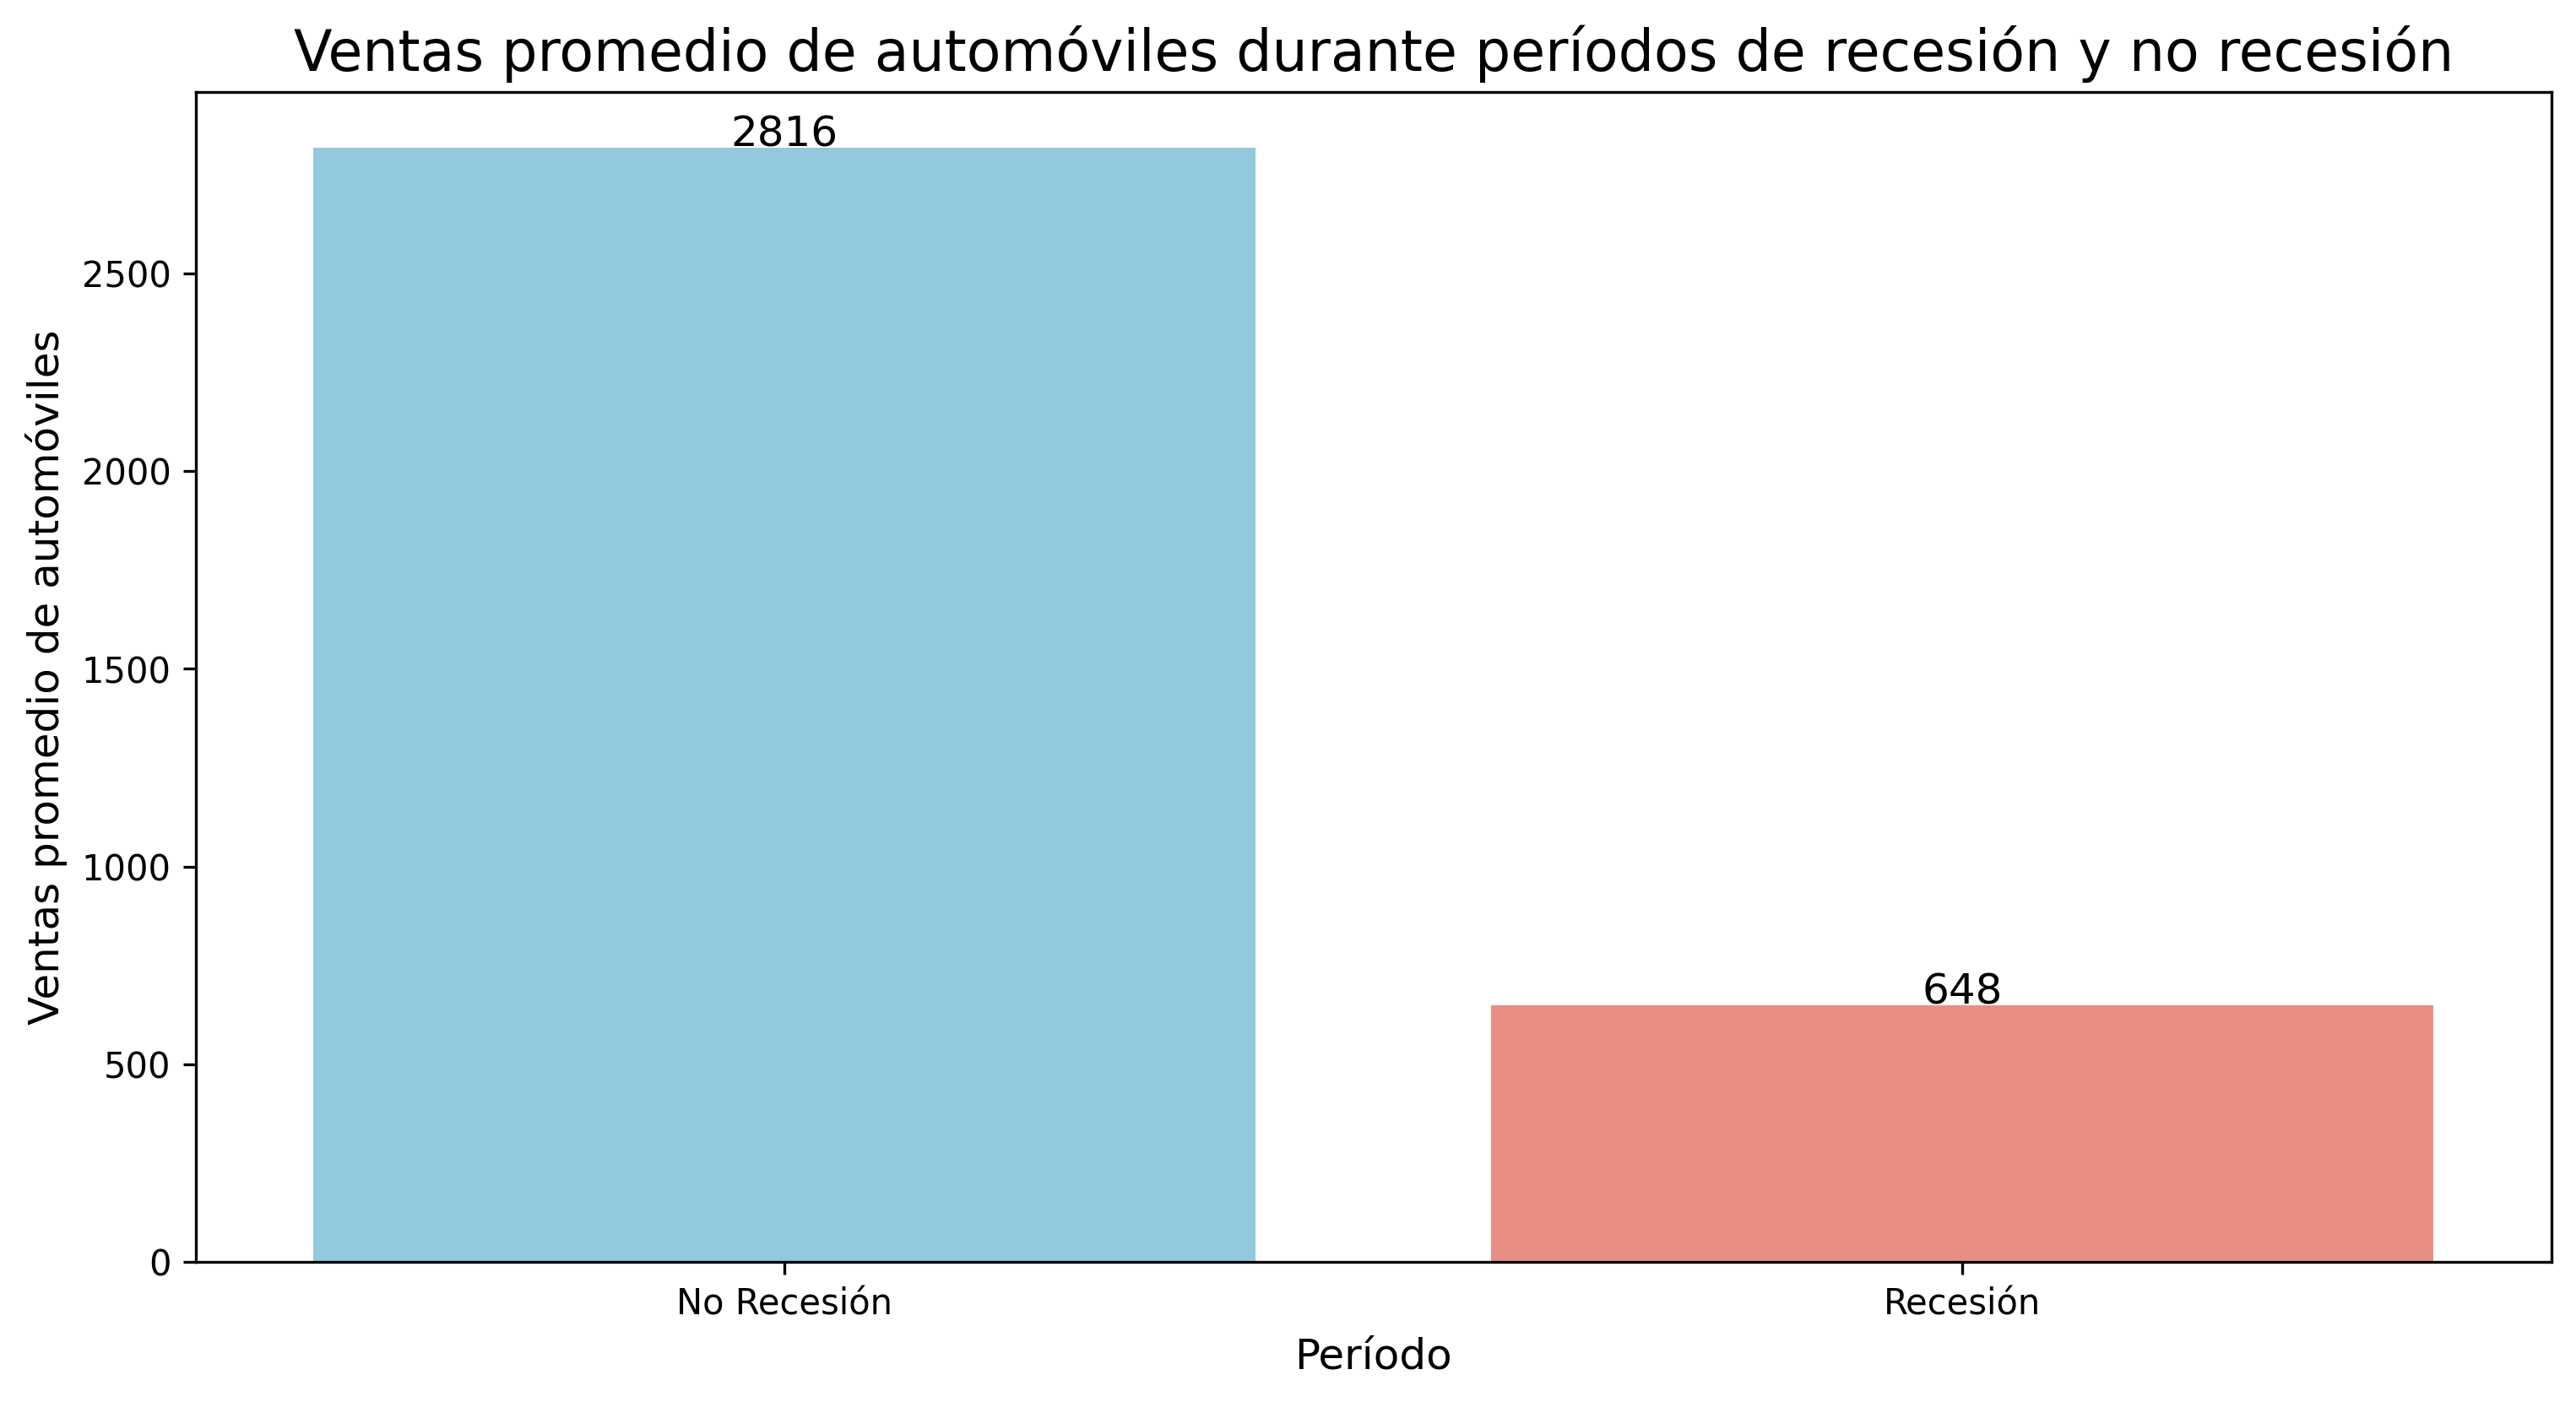 Ventas promedio de automóviles durante períodos de recesión y no recesión
Ventas promedio de automóviles
2500
2000
1500
1000
500
0
2816
648
No Recesión
Recesión
Período